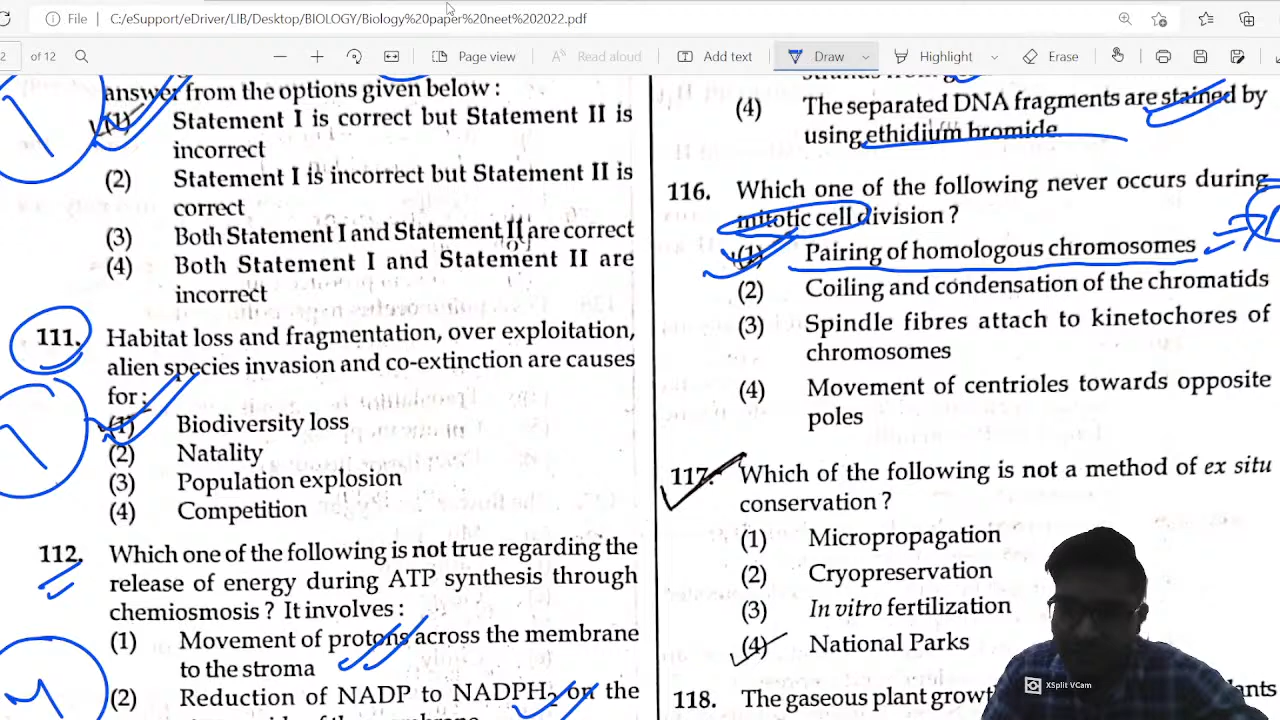 File C:/eSupport/eDriver/LIB/Desktop/BIOLOGY/Biology%20paper%20neet%202022.pdf
2 of 12 Page view Read aloud Add text Draw Highlight Erase
answer from the options given below :
(1) Statement I is correct but Statement II is
incorrect
(2) Statement I is incorrect but Statement II is
correct
(3) Both Statement I and Statement II are correct
(4) Both Statement I and Statement II are
incorrect
111. Habitat loss and fragmentation, over exploitation,
alien species invasion and co-extinction are causes
for :
(1) Biodiversity loss
(2) Natality
(3) Population explosion
(4) Competition
112. Which one of the following is not true regarding the
release of energy during ATP synthesis through
chemiosmosis ? It involves :
(1) Movement of protons across the membrane
to the stroma
(2) Reduction of NADP to NADPH2 on the
(4) The separated DNA fragments are stained by
using ethidium bromide
116. Which one of the following never occurs during
mitotic cell division ?
(1) Pairing of homologous chromosomes
(2) Coiling and condensation of the chromatids
(3) Spindle fibres attach to kinetochores of
chromosomes
(4) Movement of centrioles towards opposite
poles
117. Which of the following is not a method of ex situ
conservation ?
(1) Micropropagation
(2) Cryopreservation
(3) In vitro fertilization
(4) National Parks
118. The gaseous plant
XSplit VCam